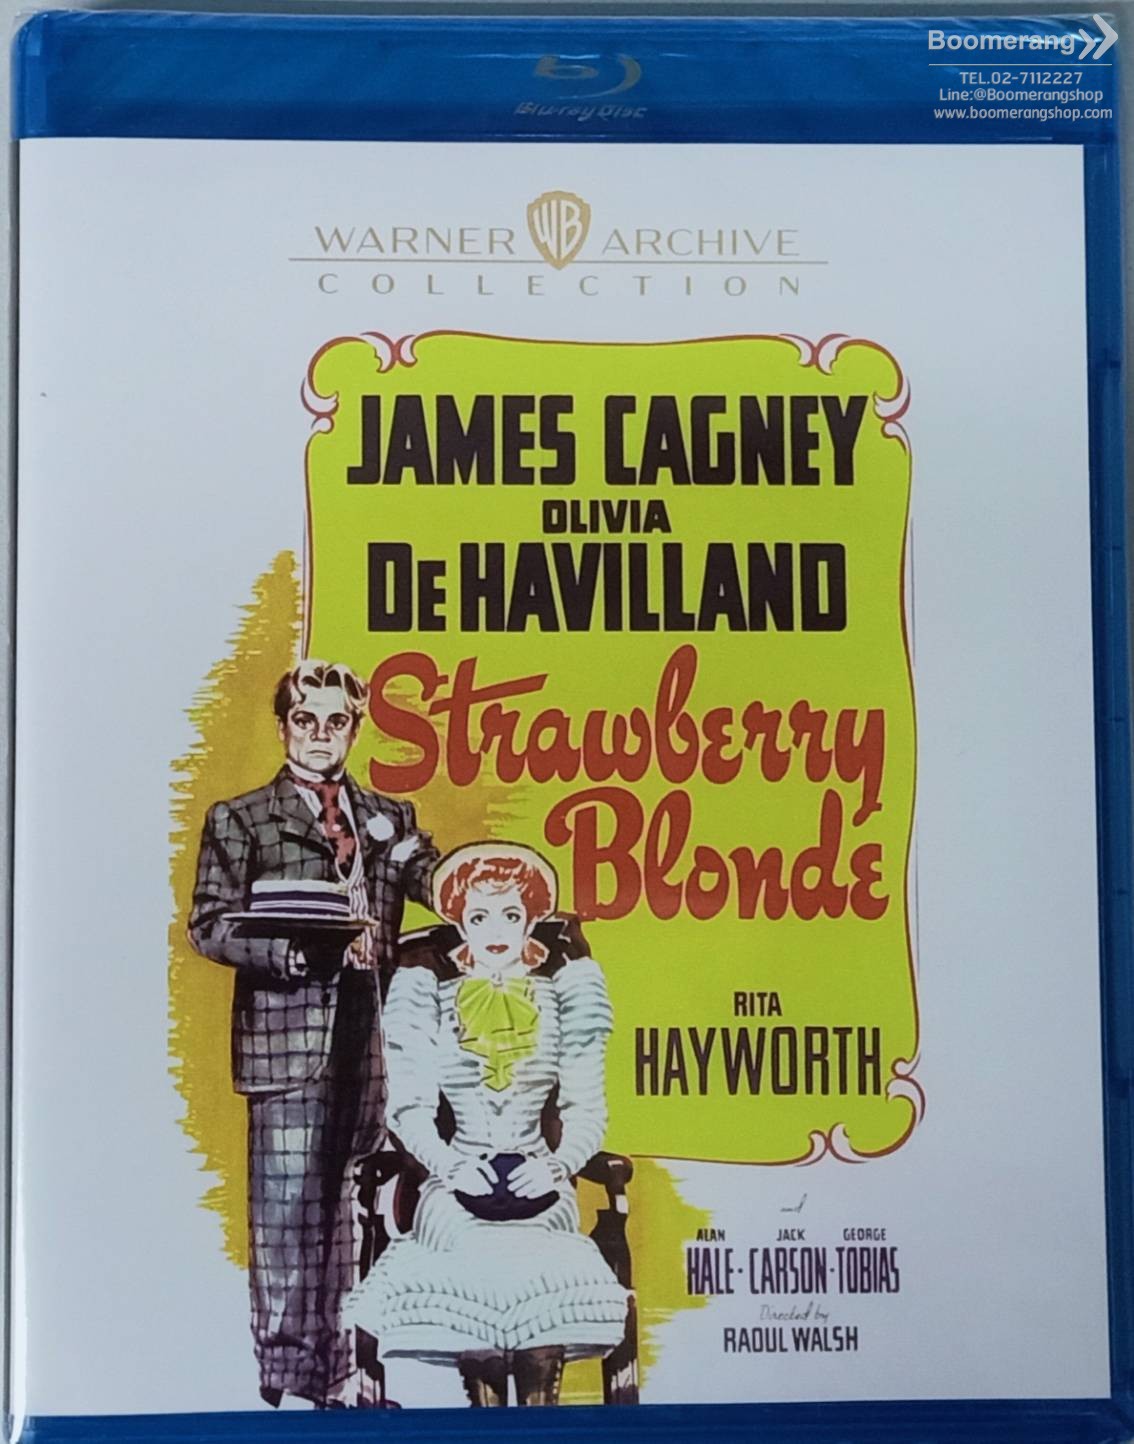 Boomerang
TEL.02-7112227
Line:@Boomerangshop
www.boomerangshop.com
Blu-ray Disc
WARNER WB ARCHIVE
COLLECTION
JAMES CAGNEY
OLIVIA
DE HAVILLAND
Strawberry
Blonde
RITA
HAYWORTH
and
ALAN JACK GEORGE
HALE · CARSON · TOBIAS
Directed by
RAOUL WALSH